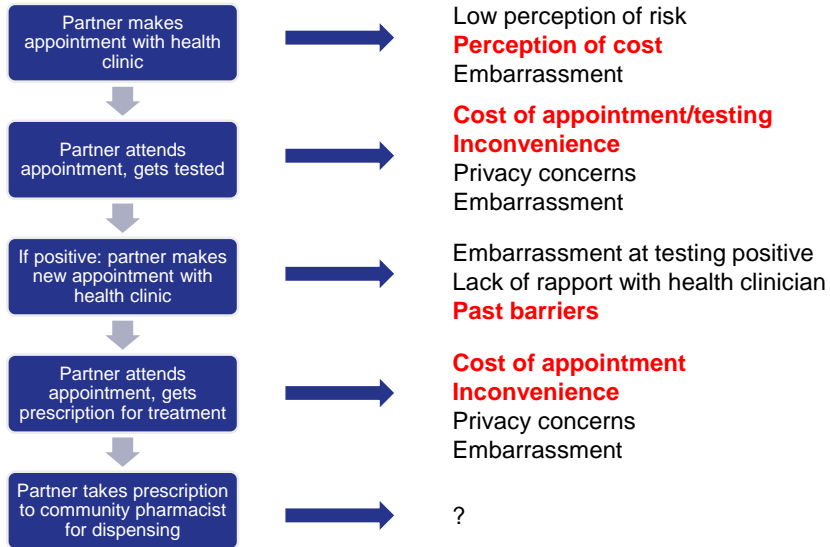 Partner makes
appointment with health
clinic
Low perception of risk
Perception of cost
Embarrassment
Partner attends
appointment, gets tested
Cost of appointment/testing
Inconvenience
Privacy concerns
Embarrassment
If positive: partner makes
new appointment with
health clinic
Embarrassment at testing positive
Lack of rapport with health clinician
Past barriers
Partner attends
appointment, gets
prescription for treatment
Cost of appointment
Inconvenience
Privacy concerns
Embarrassment
Partner takes prescription
to community pharmacist
for dispensing
?